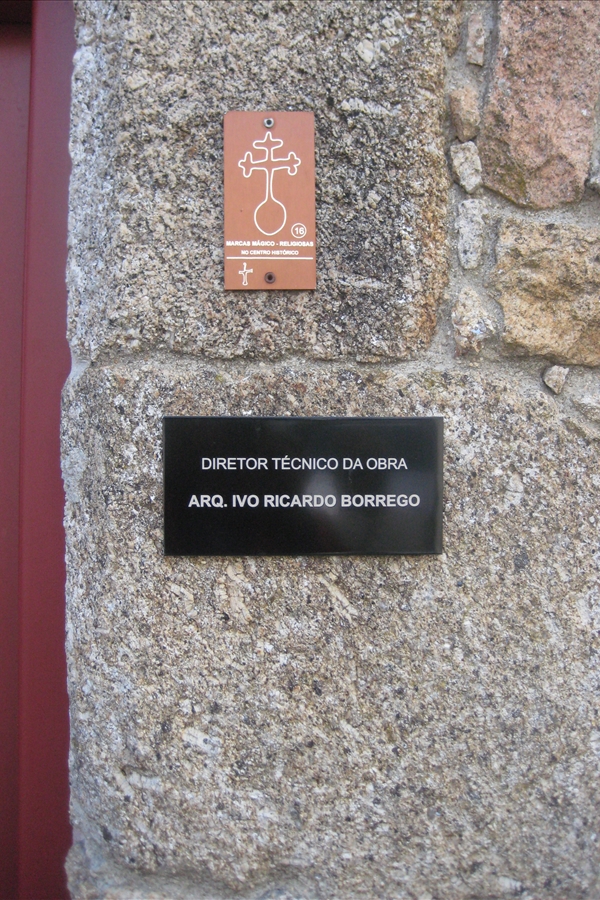 16
MARCAS MÁGICO - RELIGIOSAS
NO CENTRO HISTÓRICO
DIRETOR TÉCNICO DA OBRA
ARQ. IVO RICARDO BORREGO